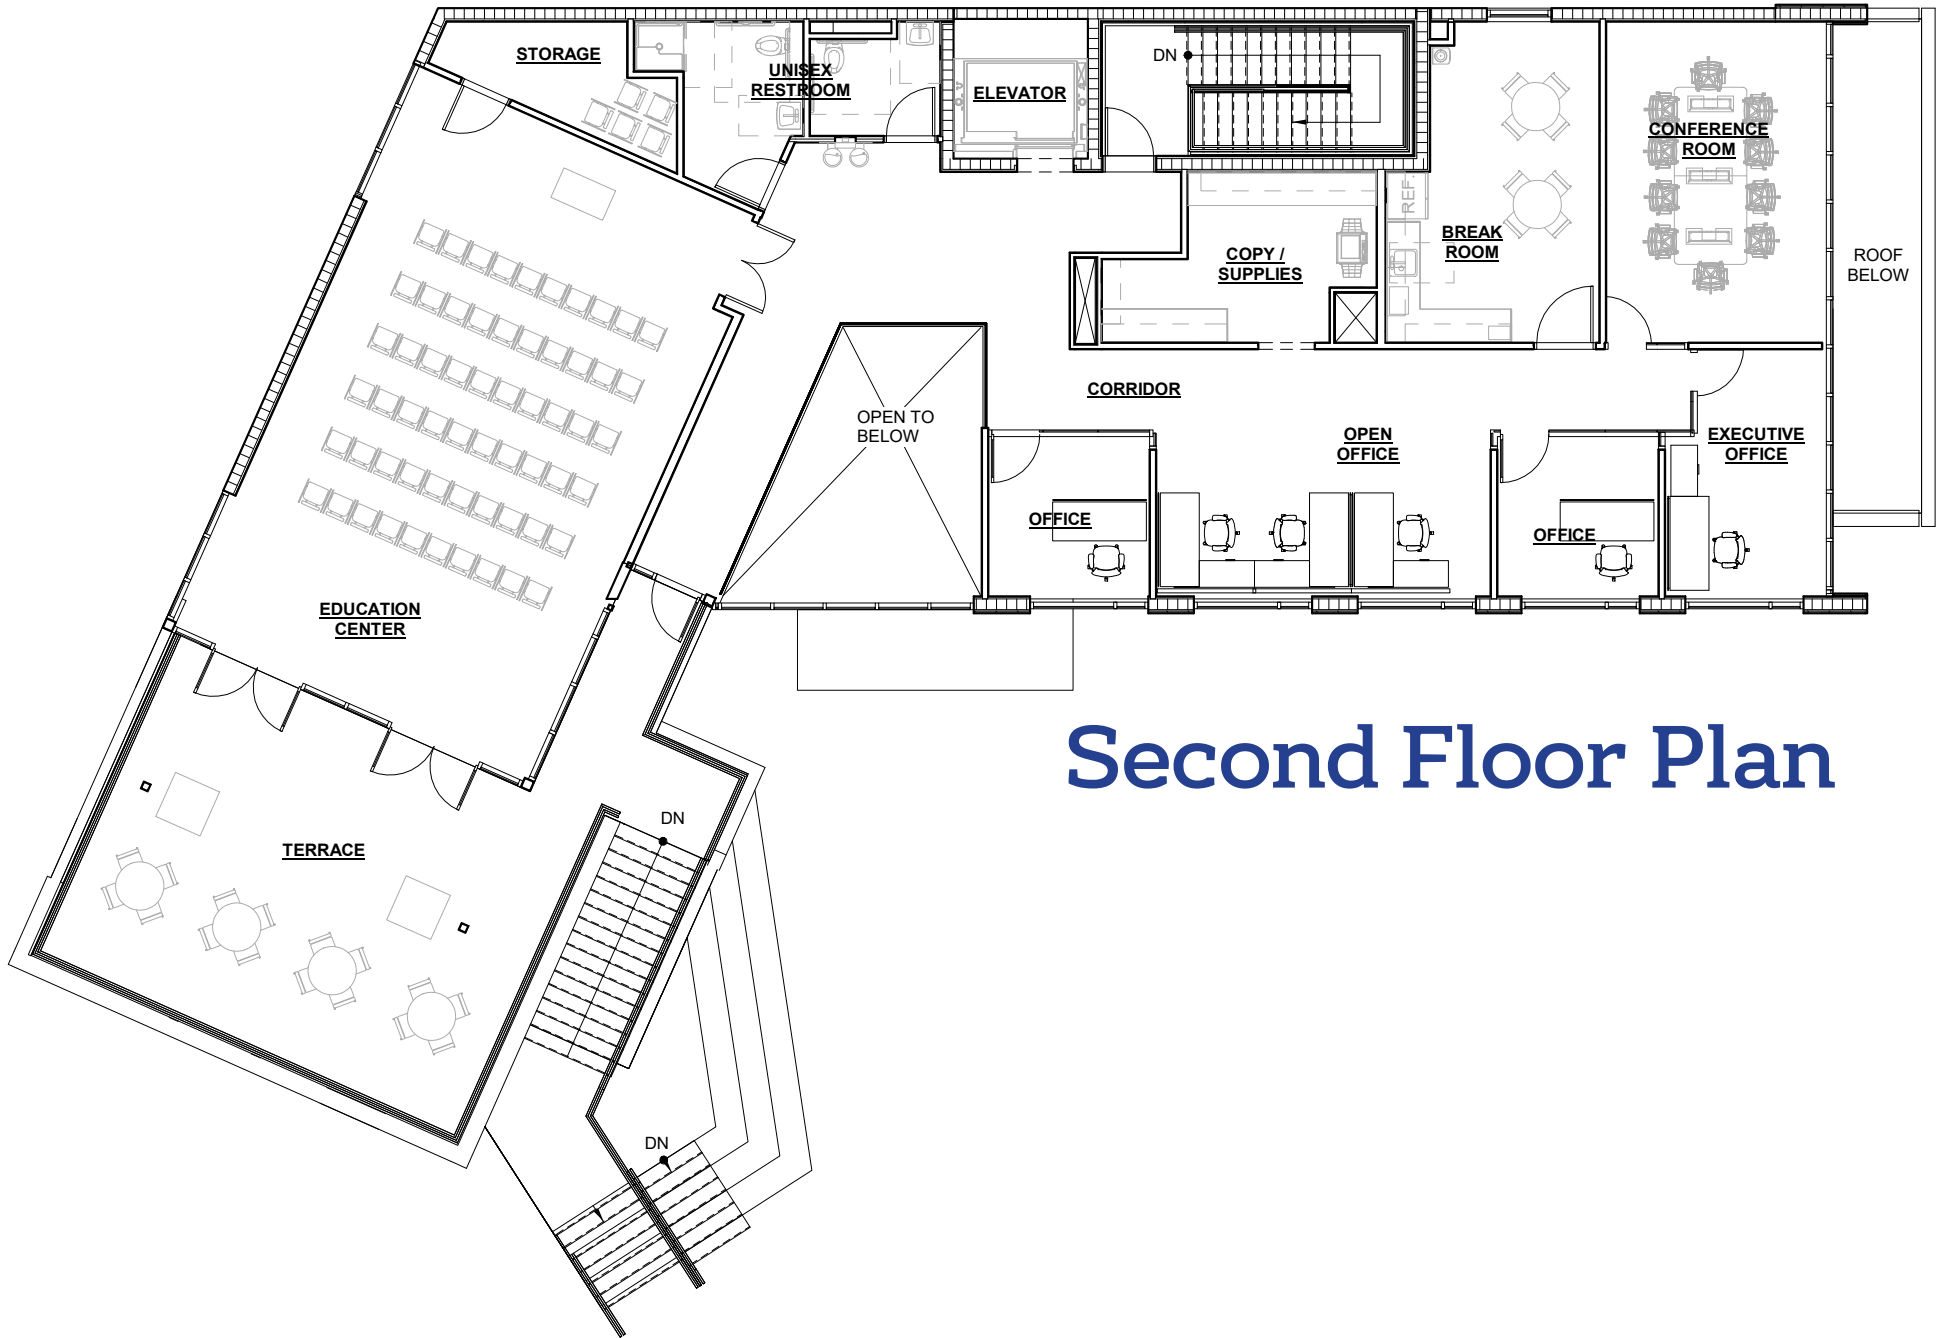 STORAGE
UNISEX
RESTROOM
ELEVATOR
DN
CONFERENCE
ROOM
REF.
BREAK
ROOM
COPY /
SUPPLIES
ROOF
BELOW
CORRIDOR
OPEN TO
BELOW
OPEN
OFFICE
EXECUTIVE
OFFICE
OFFICE
OFFICE
EDUCATION
CENTER
Second Floor Plan
DN
TERRACE
DN